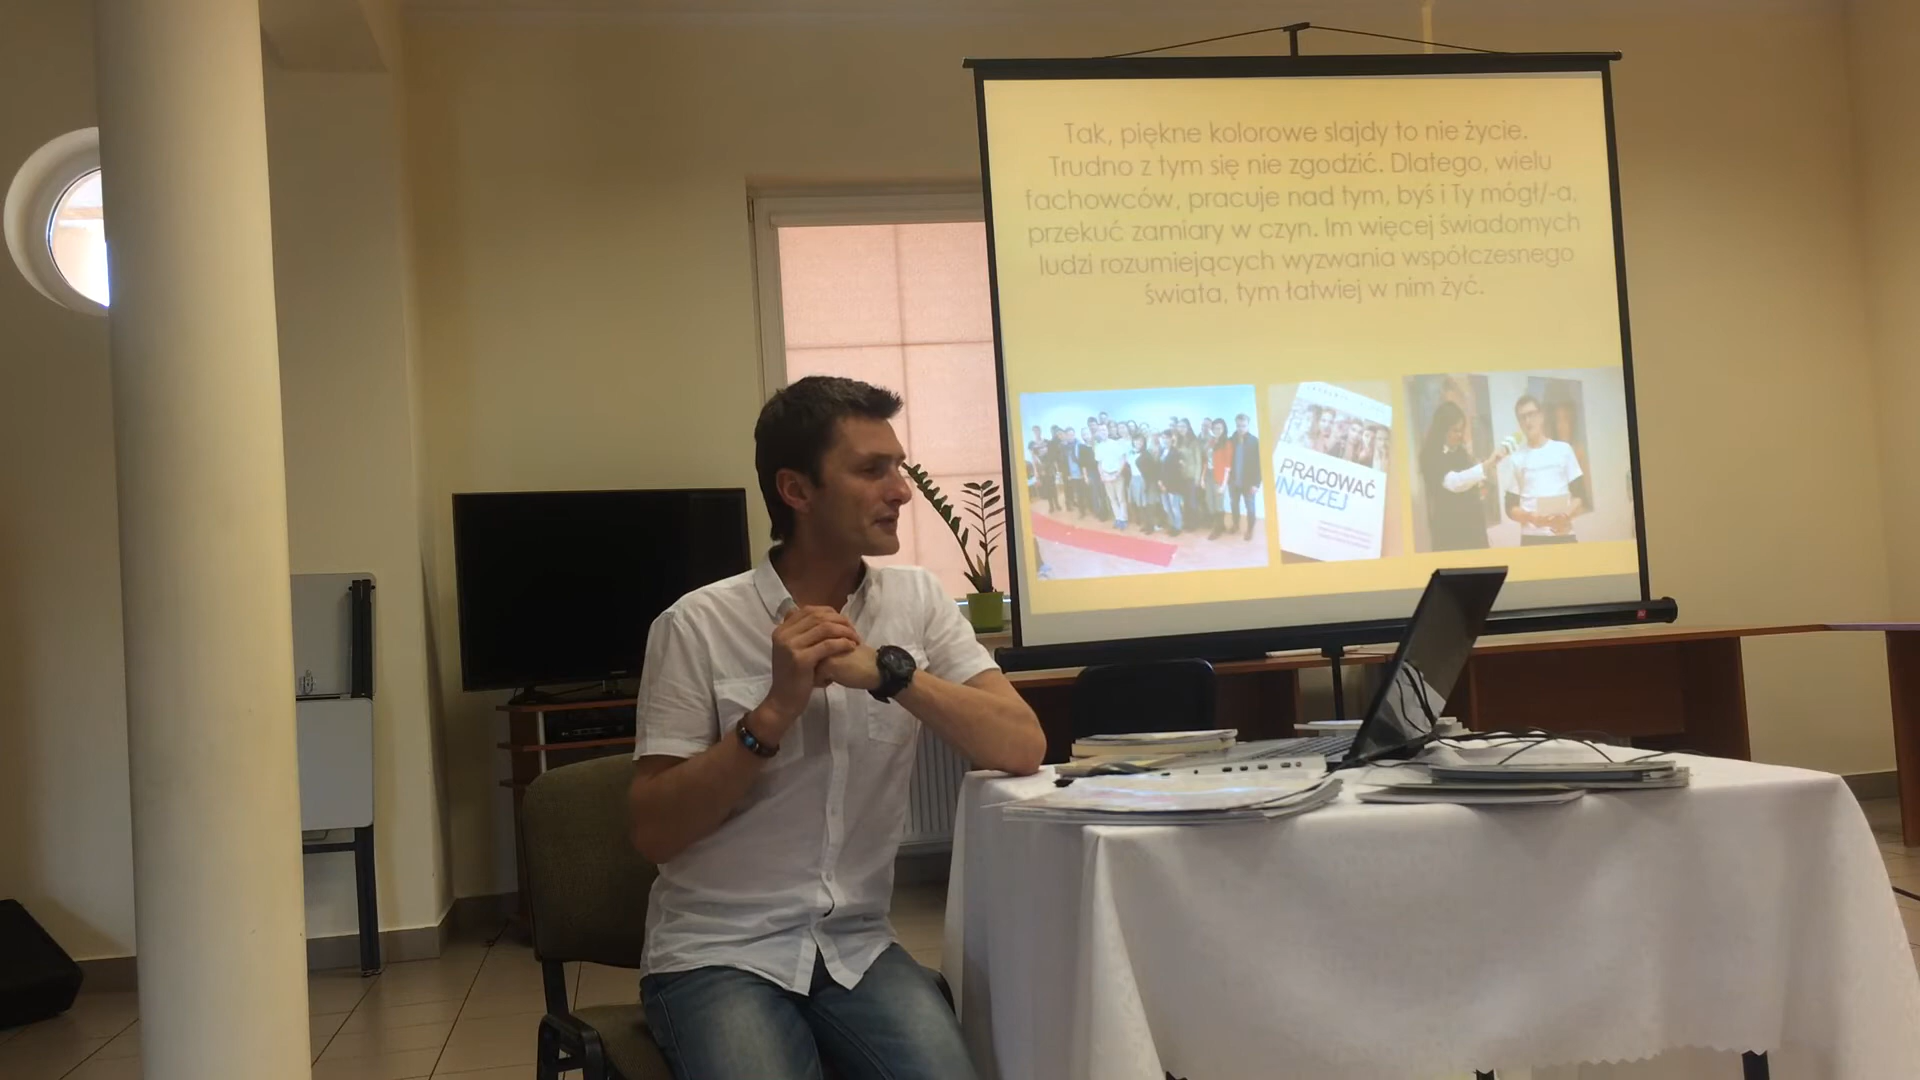 Tak, piękne kolorowe slajdy to nie życie.
Trudno z tym się nie zgodzić. Dlatego, wielu
fachowców, pracuje nad tym, byś i Ty mógł/-a,
przekuć zamiary w czyn. Im więcej świadomych
ludzi rozumiejących wyzwania współczesnego
świata, tym łatwiej w nim żyć.
PRACOWAĆ
INACZEJ